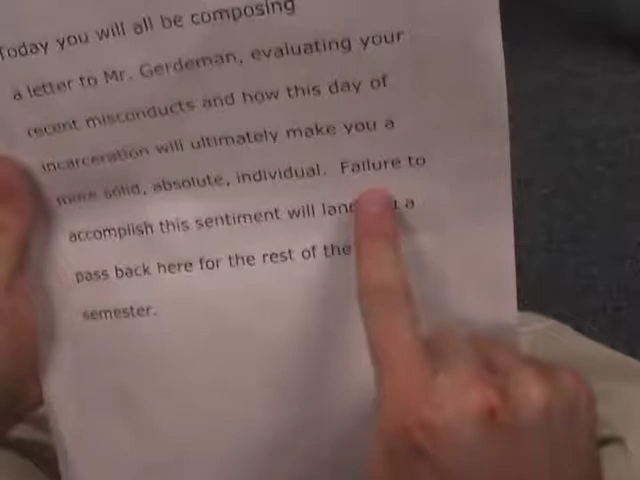 Today you will all be composing
a letter to Mr. Gerdeman, evaluating your
recent misconducts and how this day of
incarceration will ultimately make you a
more solid, absolute, individual. Failure to
accomplish this sentiment will land a
pass back here for the rest of the
semester.